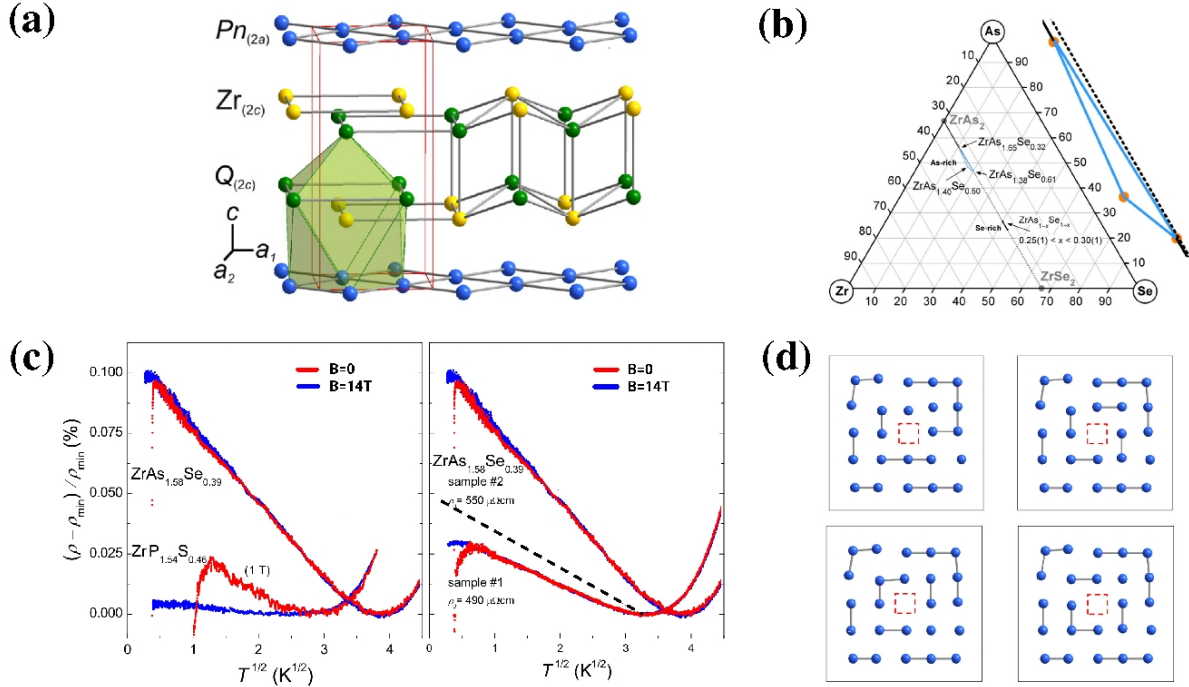 (a)
Pn(2a)
Zr(2c)
Q(2c)
c
a1
a2
(b)
As
10
90
20
80
30
70
ZrAs2
40
60
ZrAs1.55Se0.32
50
As-rich
50
ZrAs1.38Se0.61
60
ZrAs1.40Se0.50
40
70
ZrAs1−xSe1+x
30
Se-rich
80
0.25(1) < x < 0.30(1)
20
90
ZrSe2
10
Zr
Se
10 20 30 40 50 60 70 80 90
(c)
(ρ − ρmin) / ρmin (%)
0.100
0.075
0.050
0.025
0.000
B=0
B=14T
ZrAs1.58Se0.39
ZrP1.54S0.46
(1 T)
0 1 2 3 4
T1/2 (K1/2)
B=0
B=14T
ZrAs1.58Se0.39
sample #2
= 550 μΩcm
sample #1
= 490 μΩcm
0 1 2 3 4
T1/2 (K1/2)
(d)